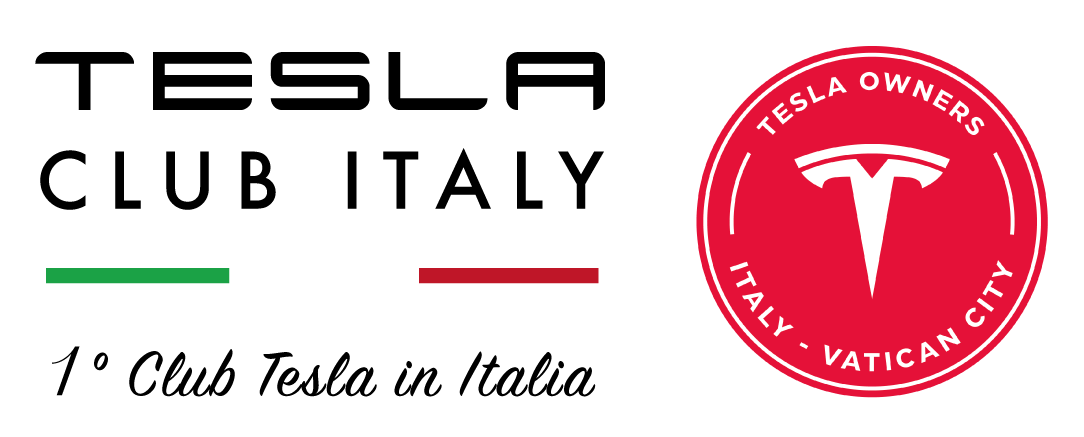 TESLA
CLUB ITALY
1° Club Tesla in Italia
TESLA OWNERS
ITALY - VATICAN CITY